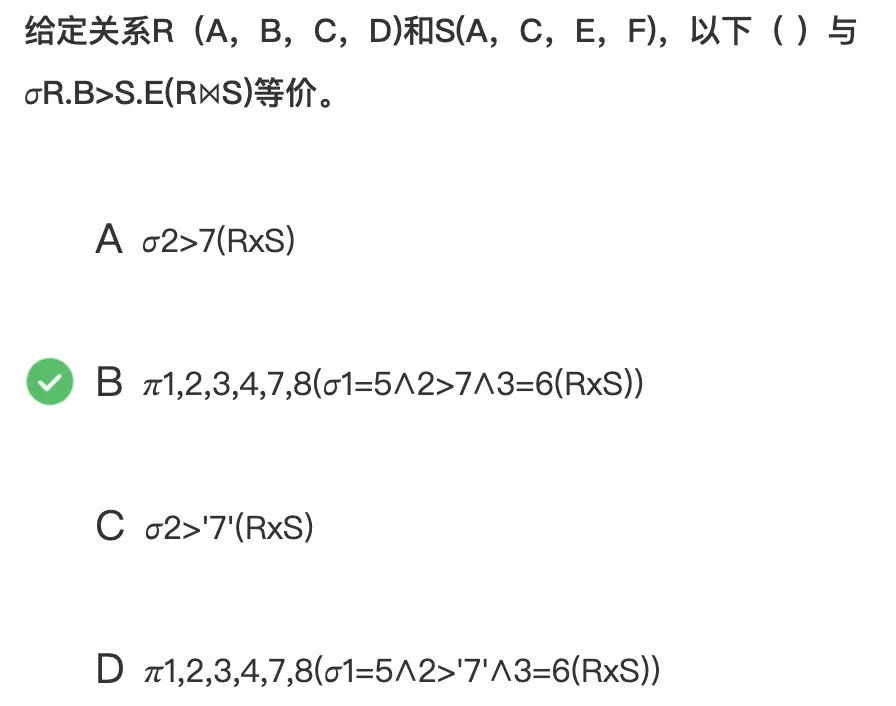 给定关系R（A，B，C，D)和S(A，C，E，F)，以下（ ）与
σR.B>S.E(R⋈S)等价。
A σ2>7(RxS)
B π1,2,3,4,7,8(σ1=5∧2>7∧3=6(RxS))
C σ2>'7'(RxS)
D π1,2,3,4,7,8(σ1=5∧2>'7'∧3=6(RxS))